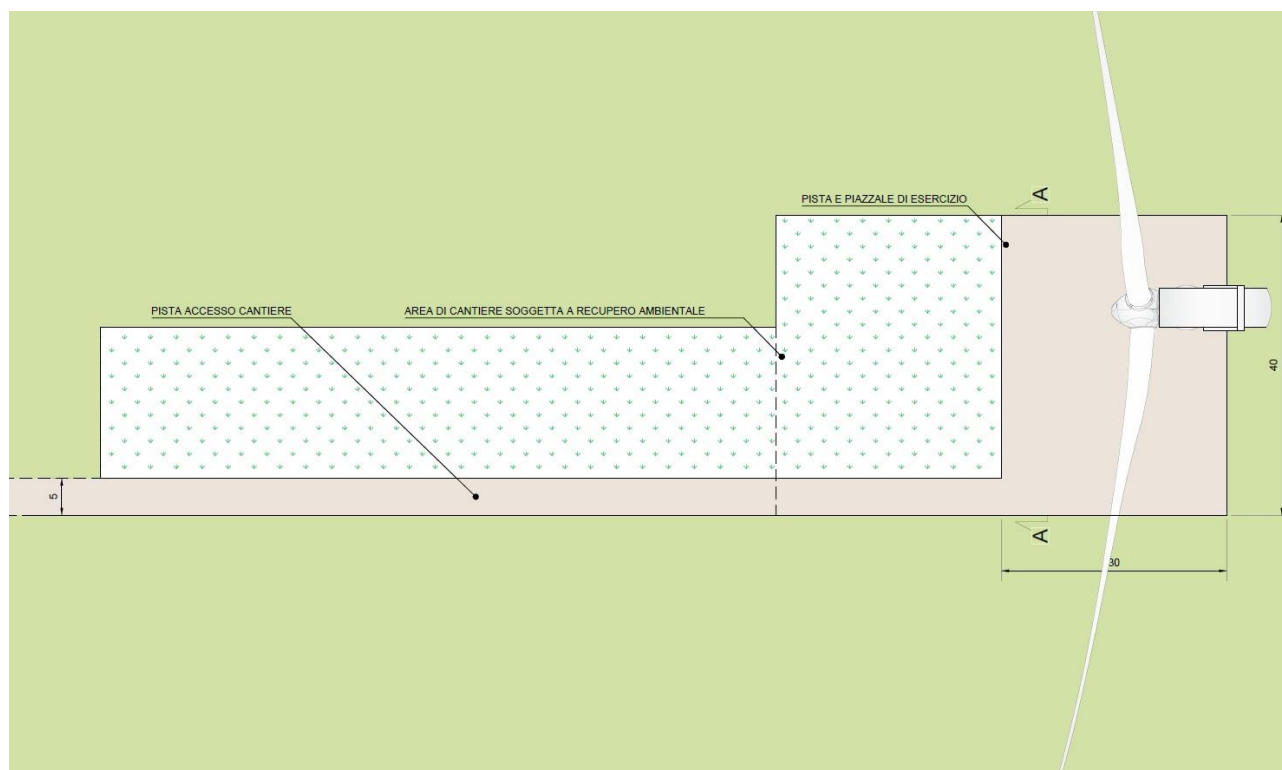 A
PISTA E PIAZZALE DI ESERCIZIO
PISTA ACCESSO CANTIERE
AREA DI CANTIERE SOGGETTA A RECUPERO AMBIENTALE
40
5
A
30